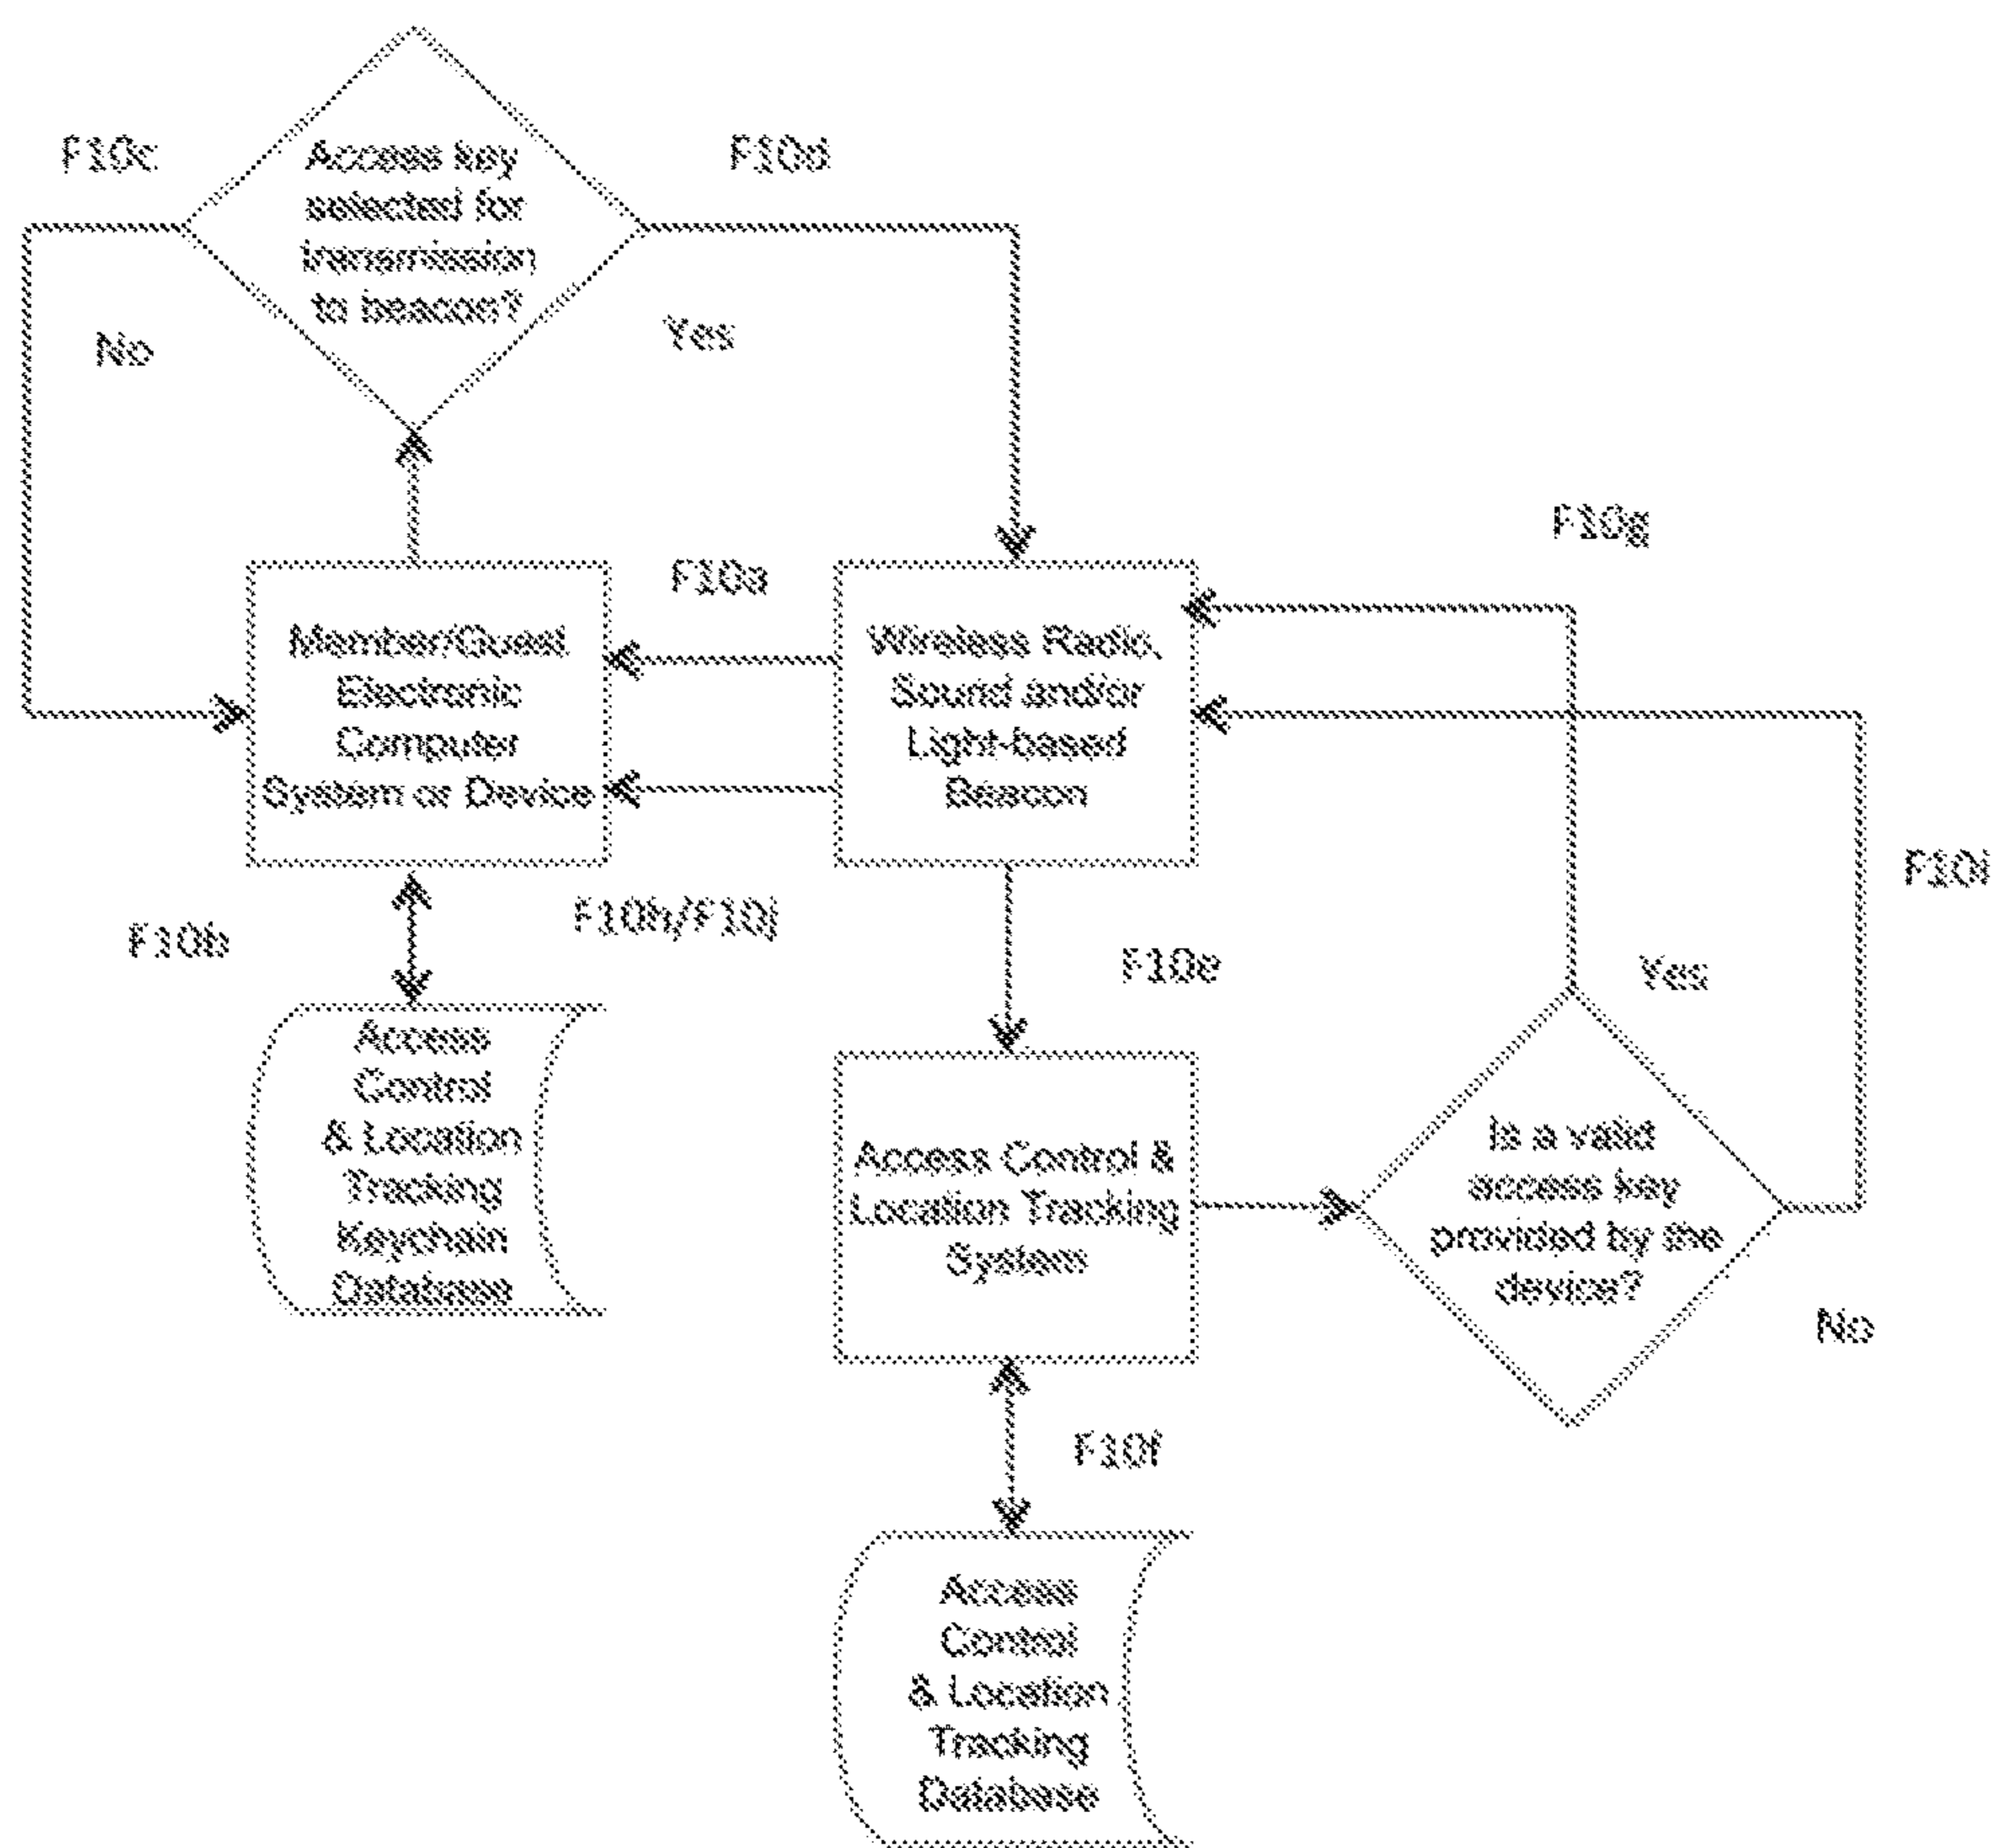 F10c
Access key
selected for
transmission
to beacon?
F10d
No
Yes
F10g
F10a
Member/Guest
Electronic
Computer
System or Device
Wireless Radio,
Sound and/or
Light-based
Beacon
F10i
F10b
F10h/F10j
F10e
Yes
Access
Control
& Location
Tracking
Keychain
Database
Access Control &
Location Tracking
System
Is a valid
access key
provided by the
device?
No
F10f
Access
Control
& Location
Tracking
Database